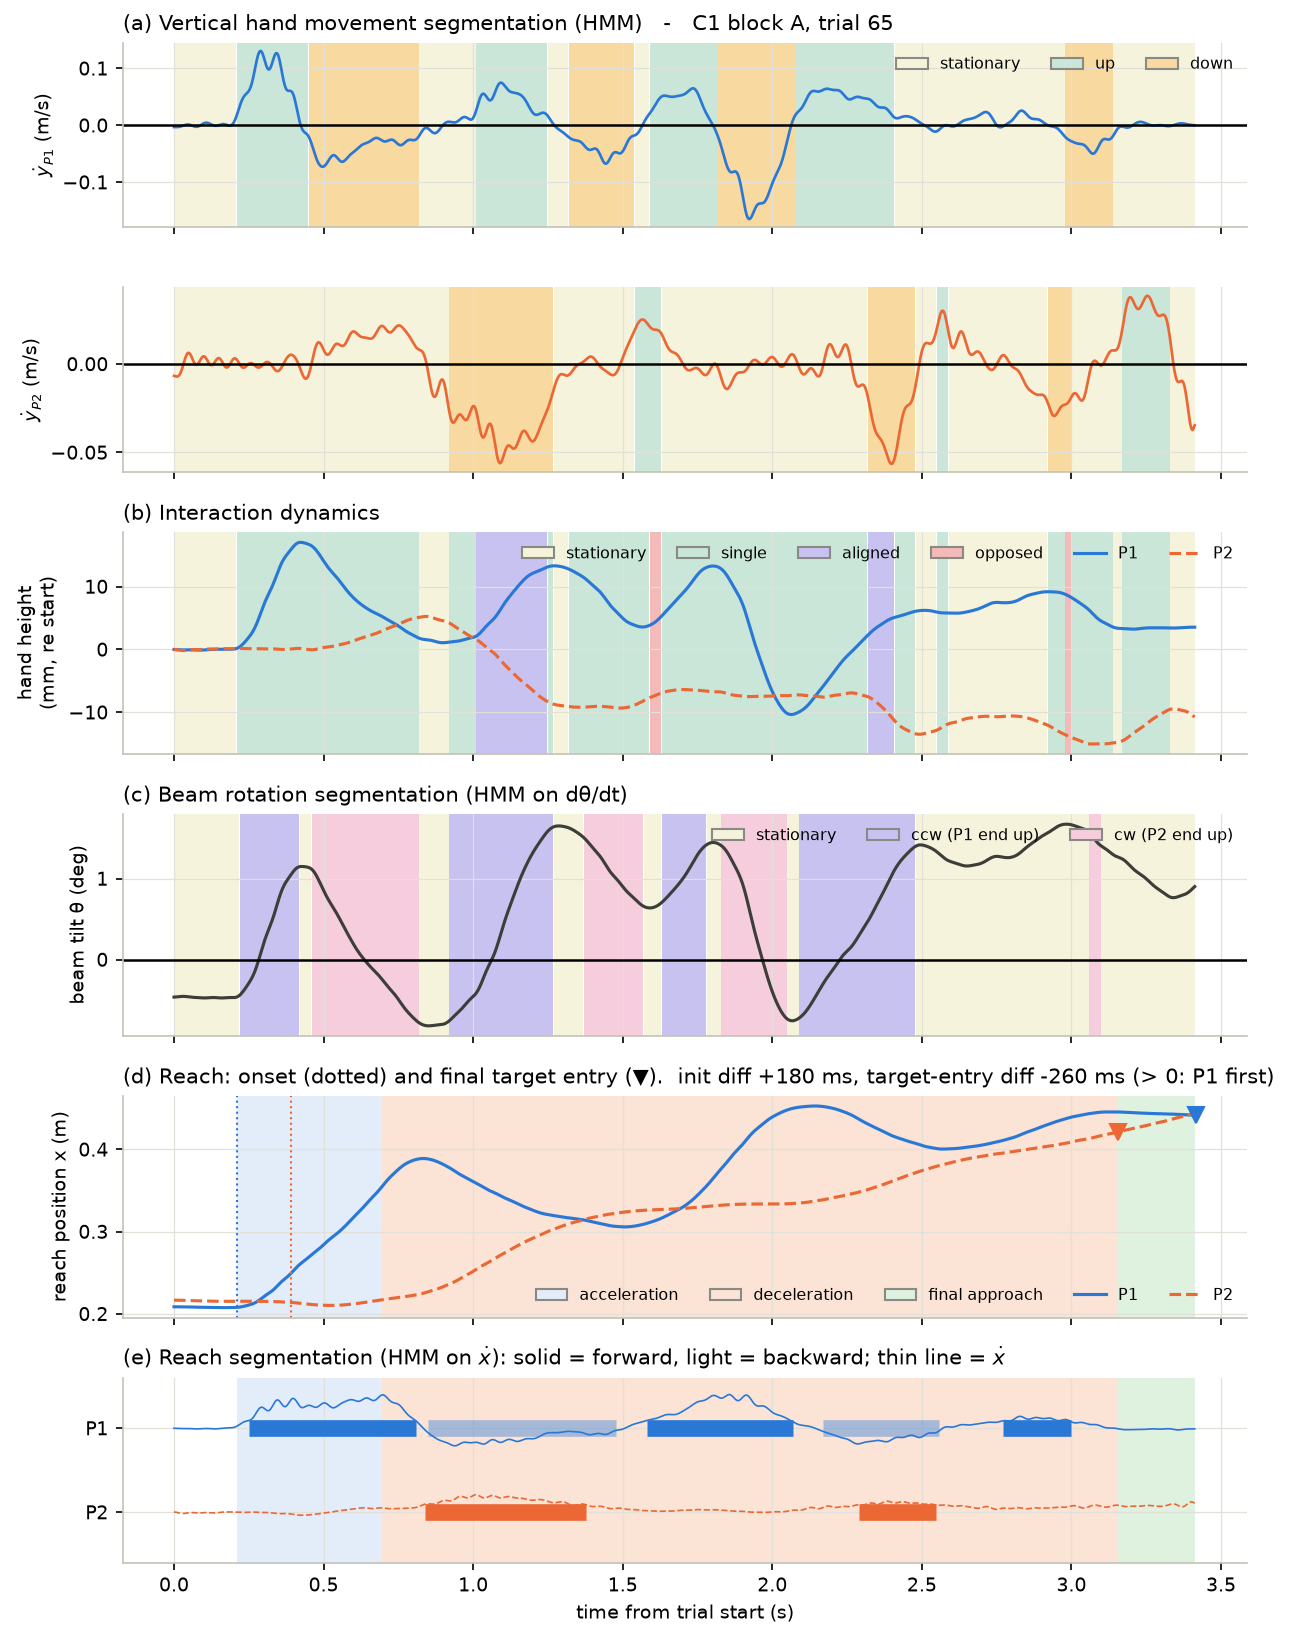 (a) Vertical hand movement segmentation (HMM)   -   C1 block A, trial 65
stationary up down
0.1
0.0
−0.1
ẏP1 (m/s)
0.00
−0.05
ẏP2 (m/s)
(b) Interaction dynamics
stationary single aligned opposed P1 P2
10
0
−10
hand height
(mm, re start)
(c) Beam rotation segmentation (HMM on dθ/dt)
stationary ccw (P1 end up) cw (P2 end up)
1
0
beam tilt θ (deg)
(d) Reach: onset (dotted) and final target entry (▼).  init diff +180 ms, target-entry diff -260 ms (> 0: P1 first)
0.4
0.3
0.2
reach position x (m)
acceleration deceleration final approach P1 P2
(e) Reach segmentation (HMM on ẋ): solid = forward, light = backward; thin line = ẋ
P1
P2
0.0 0.5 1.0 1.5 2.0 2.5 3.0 3.5
time from trial start (s)